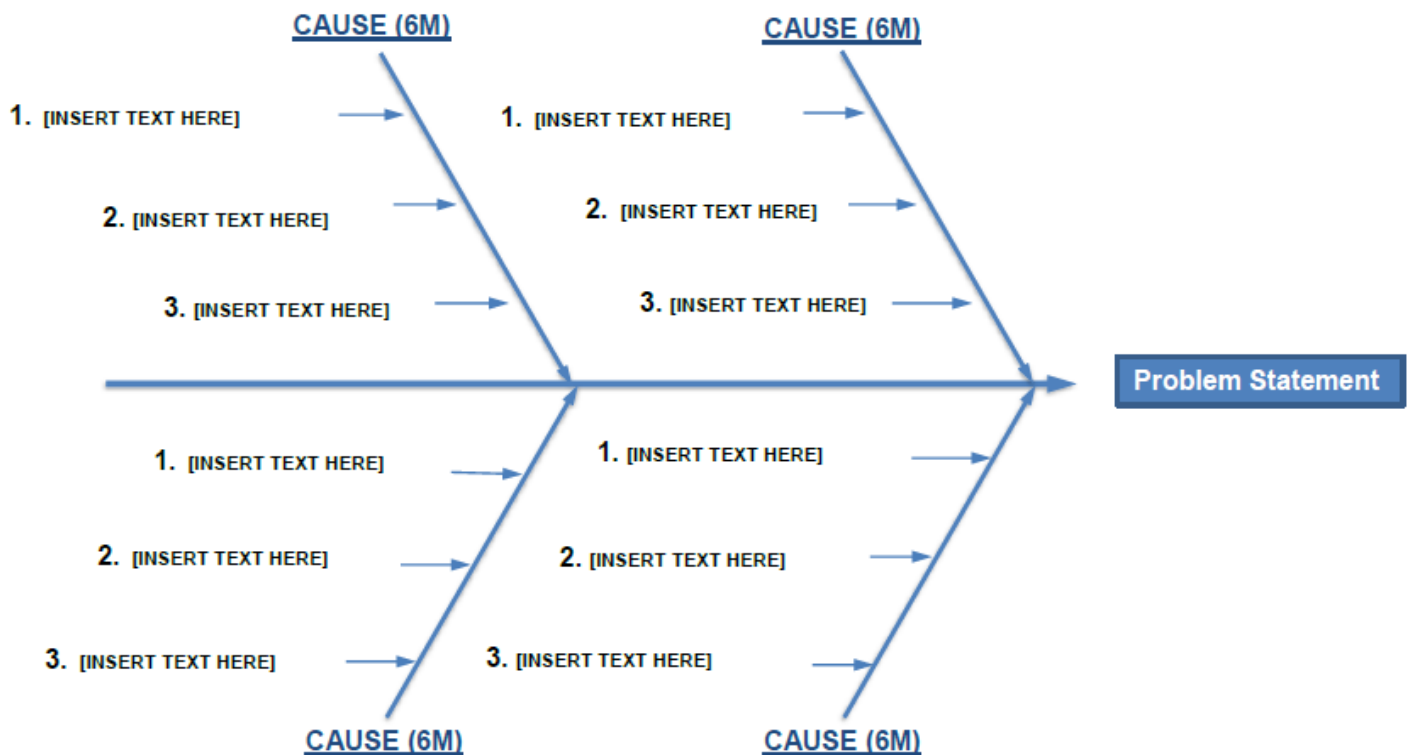 CAUSE (6M)
CAUSE (6M)
1. [INSERT TEXT HERE]
1. [INSERT TEXT HERE]
2. [INSERT TEXT HERE]
2. [INSERT TEXT HERE]
3. [INSERT TEXT HERE]
3. [INSERT TEXT HERE]
Problem Statement
1. [INSERT TEXT HERE]
1. [INSERT TEXT HERE]
2. [INSERT TEXT HERE]
2. [INSERT TEXT HERE]
3. [INSERT TEXT HERE]
3. [INSERT TEXT HERE]
CAUSE (6M)
CAUSE (6M)